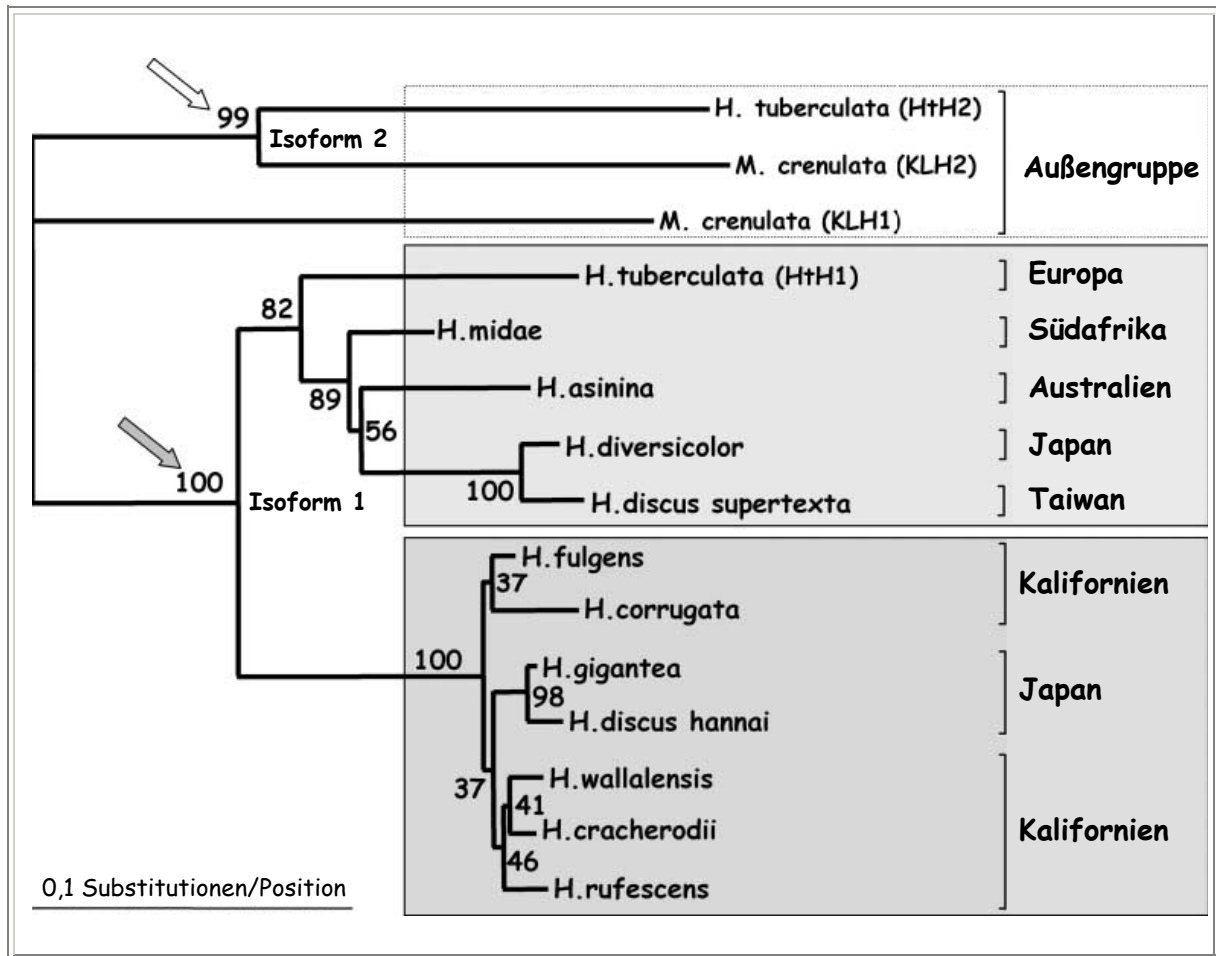 99
Isoform 2
H. tuberculata (HtH2)
M. crenulata (KLH2)
Außengruppe
M. crenulata (KLH1)
H.tuberculata (HtH1)
Europa
82
H.midae
Südafrika
89
H.asinina
Australien
56
H.diversicolor
Japan
100
H.discus supertexta
Taiwan
100
Isoform 1
H.fulgens
37
H.corrugata
Kalifornien
100
H.gigantea
98
H.discus hannai
Japan
37
H.wallalensis
41
H.cracherodii
46
H.rufescens
Kalifornien
0,1 Substitutionen/Position